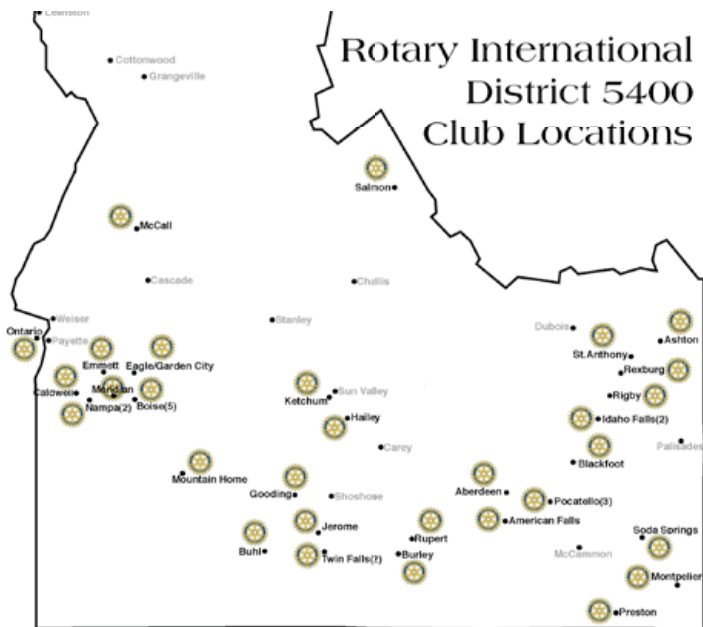 Lewiston
Rotary International
District 5400
Club Locations
Cottonwood
Grangeville
Salmon
McCall
Cascade
Challis
Weiser
Stanley
Dubois
Ontario
Payette
Ashton
St.Anthony
Emmett
Eagle/Garden City
Rexburg
Caldwell
Meridian
Sun Valley
Ketchum
Rigby
Nampa(2)
Boise(5)
Hailey
Idaho Falls(2)
Carey
Palisades
Blackfoot
Mountain Home
Gooding
Shoshone
Aberdeen
Pocatello(3)
American Falls
Jerome
Soda Springs
Rupert
Buhl
Twin Falls(?)
Burley
McCammon
Montpelier
Preston